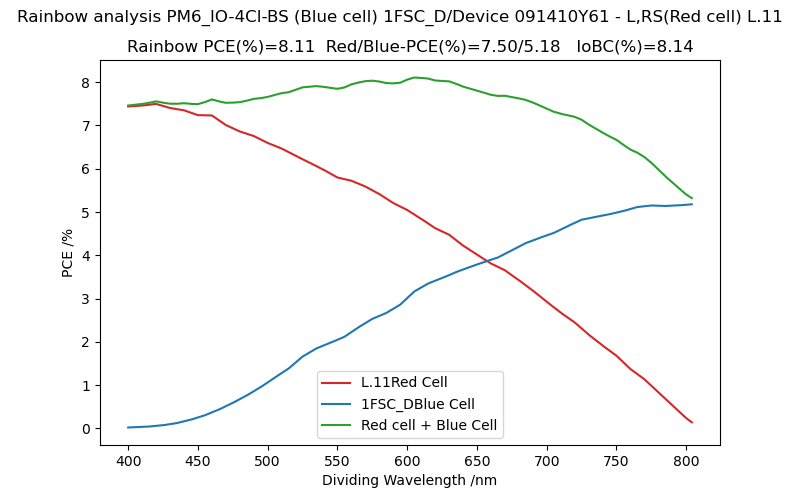 Rainbow analysis PM6_IO-4Cl-BS (Blue cell) 1FSC_D/Device 091410Y61 - L,RS(Red cell) L.11
Rainbow PCE(%)=8.11 Red/Blue-PCE(%)=7.50/5.18 IoBC(%)=8.14
8
7
6
5
4
3
2
1
0
PCE /%
L.11Red Cell
1FSC_DBlue Cell
Red cell + Blue Cell
400 450 500 550 600 650 700 750 800
Dividing Wavelength /nm